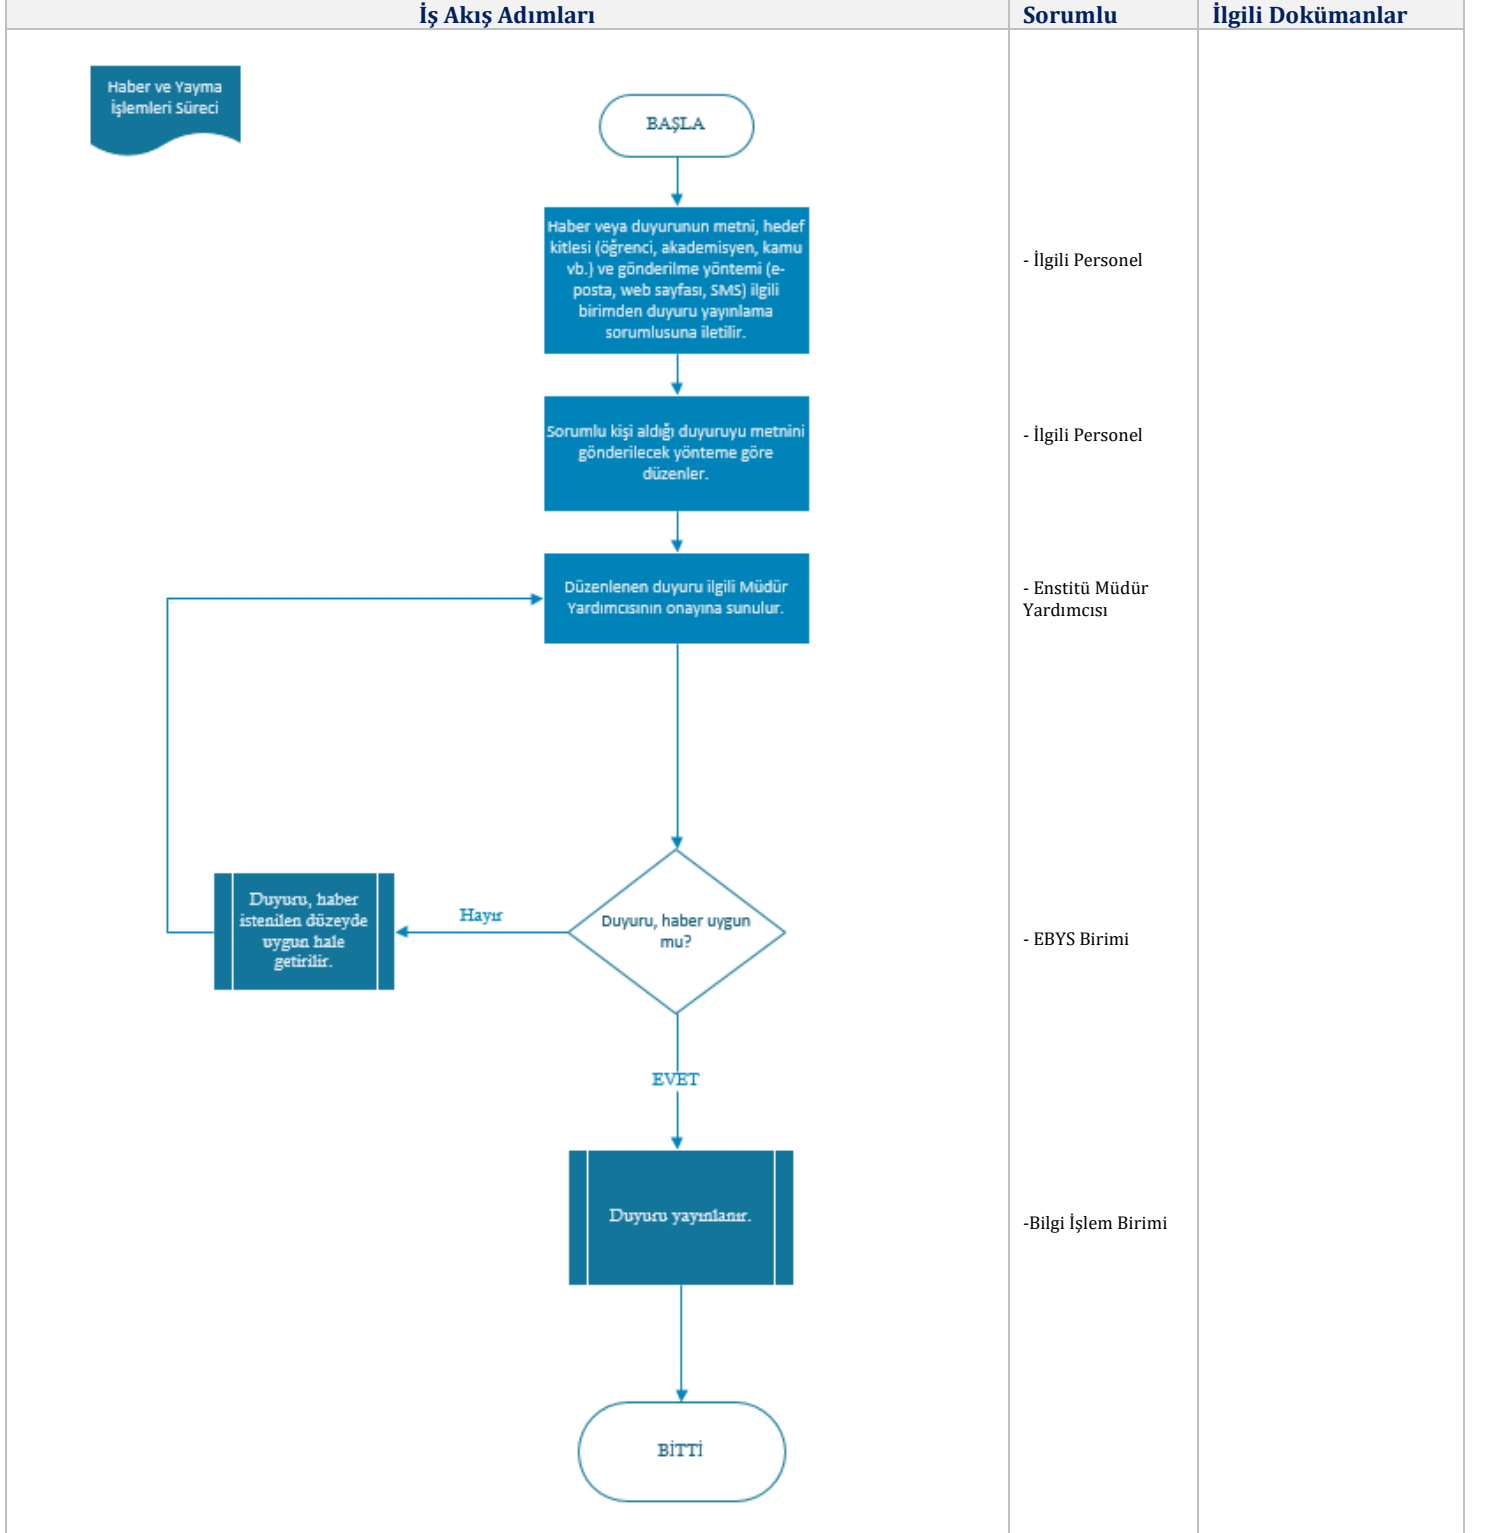 İş Akış Adımları
Sorumlu
İlgili Dokümanlar
Haber ve Yayma
İşlemleri Süreci
BAŞLA
Haber veya duyurunun metni, hedef
kitlesi (öğrenci, akademisyen, kamu
vb.) ve gönderilme yöntemi (e-
posta, web sayfası, SMS) ilgili
birimden duyuru yayınlama
sorumlusuna iletilir.
- İlgili Personel
Sorumlu kişi aldığı duyuruyu metnini
gönderilecek yönteme göre
düzenler.
- İlgili Personel
Düzenlenen duyuru ilgili Müdür
Yardımcısının onayına sunulur.
- Enstitü Müdür
Yardımcısı
Duyuru, haber
istenilen düzeyde
uygun hale
getirilir.
Hayır
Duyuru, haber uygun
mu?
- EBYS Birimi
EVET
Duyuru yayınlanır.
-Bilgi İşlem Birimi
BİTTİ